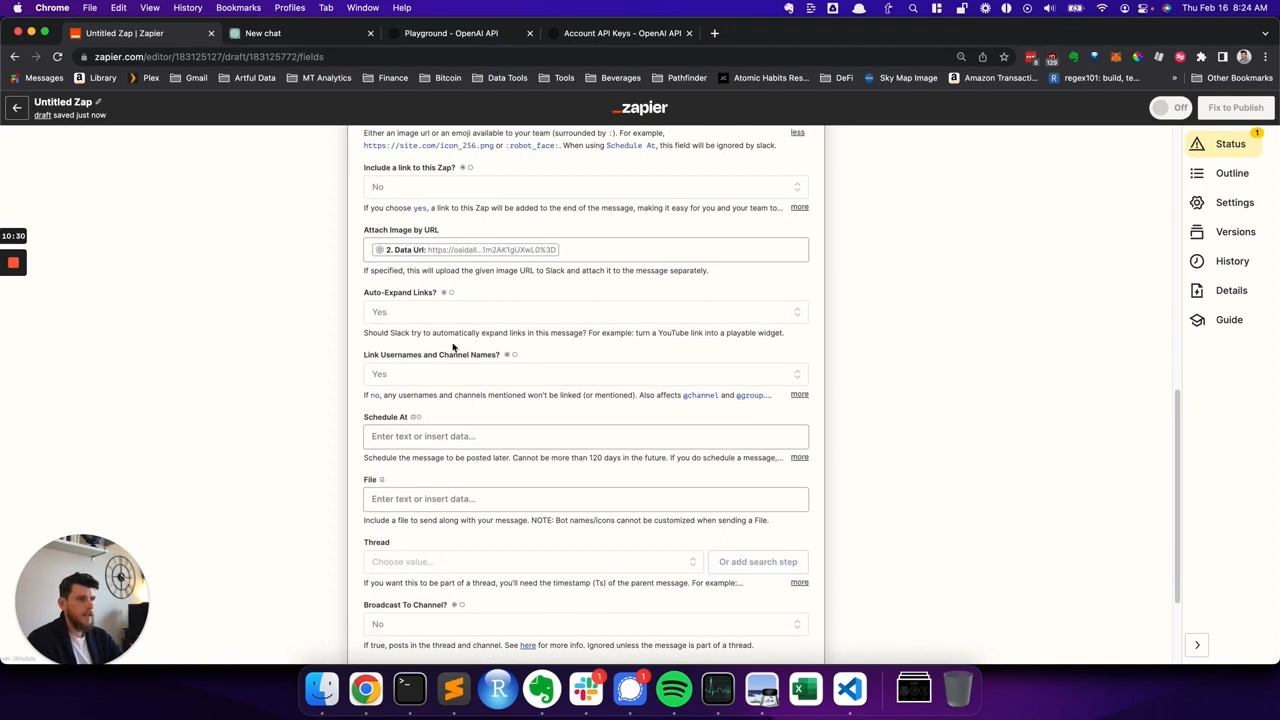 Chrome File Edit View History Bookmarks Profiles Tab Window Help Thu Feb 16 8:24 AM
Untitled Zap | Zapier New chat Playground - OpenAI API Account API Keys - OpenAI API
zapier.com/editor/183125127/draft/183125772/fields
Messages Library Plex Gmail Artful Data MT Analytics Finance Bitcoin Data Tools Tools Beverages Pathfinder Atomic Habits Res... DeFi Sky Map Image Amazon Transacti... regex101: build, te... Other Bookmarks
Untitled Zap
draft saved just now
zapier
Off
Fix to Publish
Either an image url or an emoji available to your team (surrounded by :). For example, less
https://site.com/icon_256.png or :robot_face:. When using Schedule At, this field will be ignored by slack.
Status 1
Include a link to this Zap?
Outline
No
If you choose yes, a link to this Zap will be added to the end of the message, making it easy for you and your team to... more
Settings
Attach Image by URL
Versions
10:30
2. Data Url: https://oaidall...1m2AK1gUXwL0%3D
History
If specified, this will upload the given image URL to Slack and attach it to the message separately.
Auto-Expand Links?
Details
Yes
Guide
Should Slack try to automatically expand links in this message? For example: turn a YouTube link into a playable widget.
Link Usernames and Channel Names?
Yes
If no, any usernames and channels mentioned won't be linked (or mentioned). Also affects @channel and @group.... more
Schedule At
Enter text or insert data...
Schedule the message to be posted later. Cannot be more than 120 days in the future. If you do schedule a message,... more
File
Enter text or insert data...
Include a file to send along with your message. NOTE: Bot names/icons cannot be customized when sending a File.
Thread
Choose value...
Or add search step
If you want this to be part of a thread, you'll need the timestamp (Ts) of the parent message. For example:... more
Broadcast To Channel?
No
If true, posts in the thread and channel. See here for more info. Ignored unless the message is part of a thread.